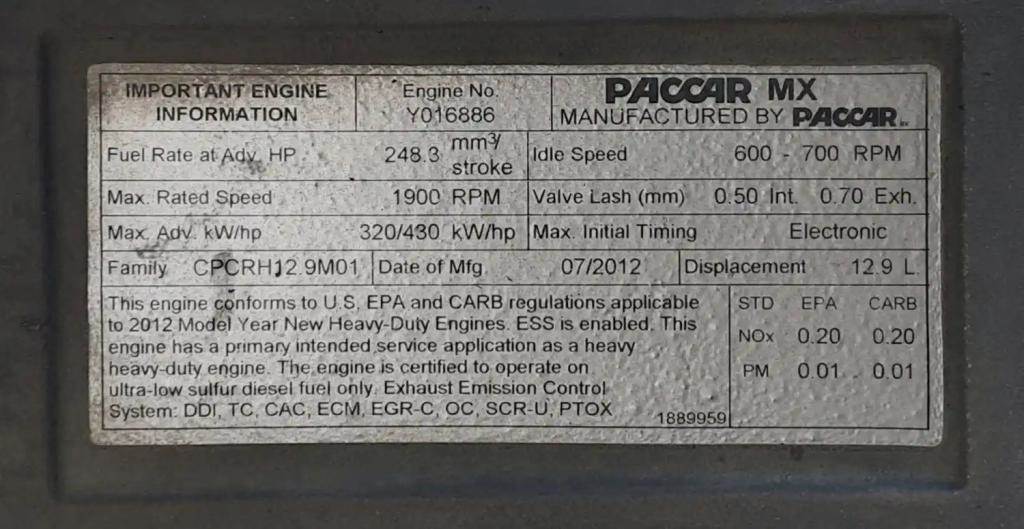 IMPORTANT ENGINE INFORMATION
Engine No.
Y016886
PACCAR MX
MANUFACTURED BY PACCAR
Fuel Rate at Adv. HP 248.3 mm³/stroke
Idle Speed 600 - 700 RPM
Max. Rated Speed 1900 RPM
Valve Lash (mm) 0.50 Int. 0.70 Exh.
Max. Adv. kW/hp 320/430 kW/hp
Max. Initial Timing Electronic
Family CPCRH12.9M01
Date of Mfg. 07/2012
Displacement 12.9 L
This engine conforms to U.S. EPA and CARB regulations applicable
to 2012 Model Year New Heavy-Duty Engines. ESS is enabled. This
engine has a primary intended service application as a heavy
heavy-duty engine. The engine is certified to operate on
ultra-low sulfur diesel fuel only. Exhaust Emission Control
System: DDI, TC, CAC, ECM, EGR-C, OC, SCR-U, PTOX
1889959
STD EPA CARB
NOx 0.20 0.20
PM 0.01 0.01